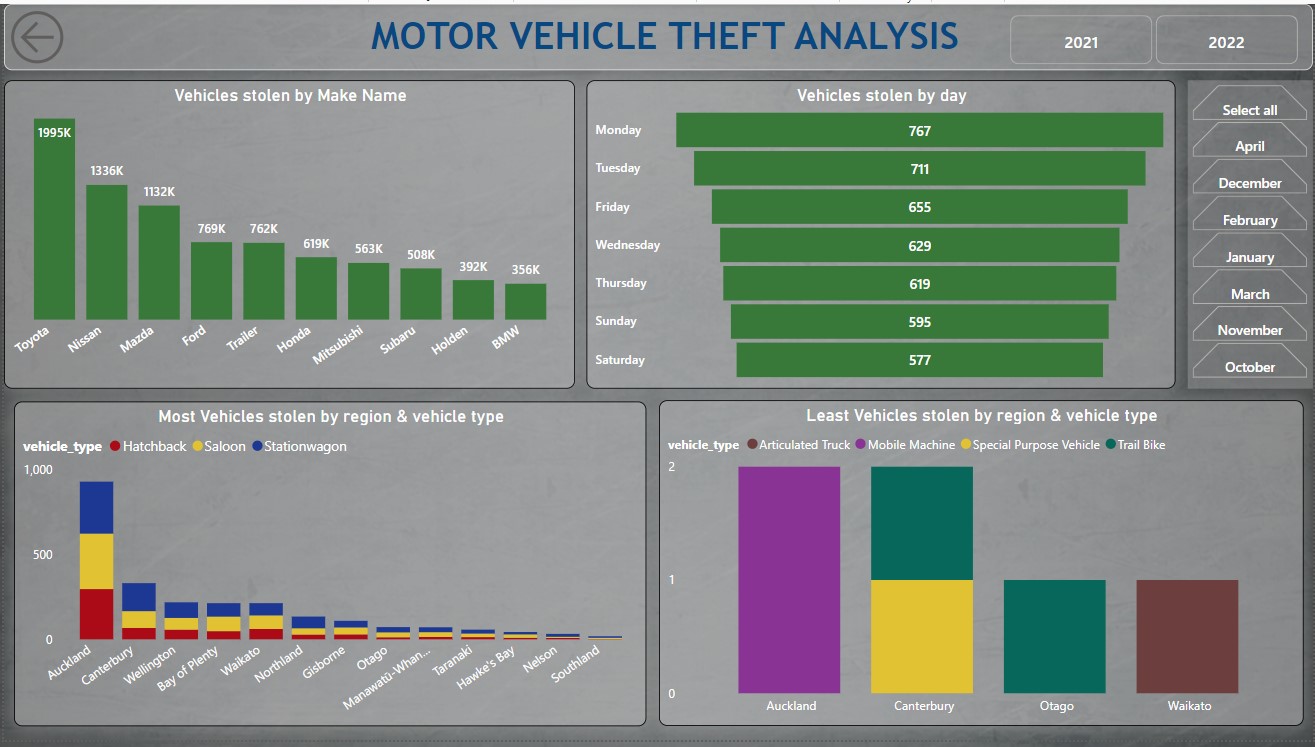 MOTOR VEHICLE THEFT ANALYSIS
2021
2022
Vehicles stolen by Make Name
1995K
1336K
1132K
769K
762K
619K
563K
508K
392K
356K
Toyota
Nissan
Mazda
Ford
Trailer
Honda
Mitsubishi
Subaru
Holden
BMW
Vehicles stolen by day
Monday 767
Tuesday 711
Friday 655
Wednesday 629
Thursday 619
Sunday 595
Saturday 577
Select all
April
December
February
January
March
November
October
Most Vehicles stolen by region & vehicle type
vehicle_type Hatchback Saloon Stationwagon
1,000
500
0
Auckland
Canterbury
Wellington
Bay of Plenty
Waikato
Northland
Gisborne
Otago
Manawatū-Whan...
Taranaki
Hawke's Bay
Nelson
Southland
Least Vehicles stolen by region & vehicle type
vehicle_type Articulated Truck Mobile Machine Special Purpose Vehicle Trail Bike
2
1
0
Auckland
Canterbury
Otago
Waikato